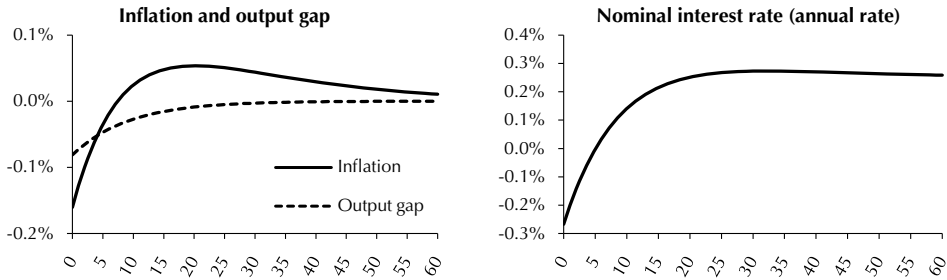 Inflation and output gap
0.1%
0.0%
-0.1%
-0.2%
Inflation
Output gap
0 5 10 15 20 25 30 35 40 45 50 55 60
Nominal interest rate (annual rate)
0.4%
0.3%
0.2%
0.1%
0.0%
-0.1%
-0.2%
-0.3%
0 5 10 15 20 25 30 35 40 45 50 55 60